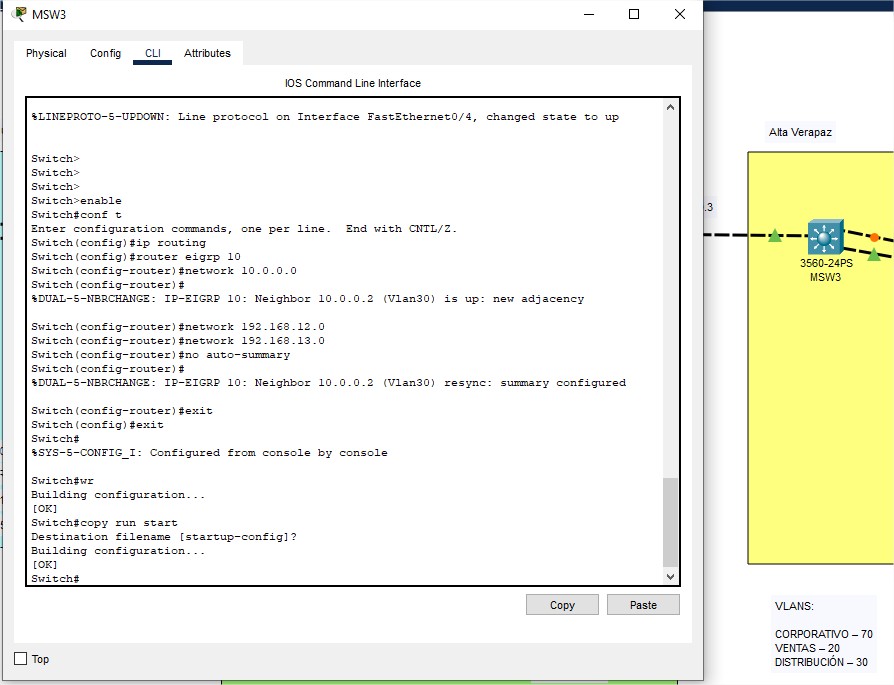 MSW3
Physical Config CLI Attributes
IOS Command Line Interface
%LINEPROTO-5-UPDOWN: Line protocol on Interface FastEthernet0/4, changed state to up
Switch>
Switch>
Switch>
Switch>enable
Switch#conf t
Enter configuration commands, one per line.  End with CNTL/Z.
Switch(config)#ip routing
Switch(config)#router eigrp 10
Switch(config-router)#network 10.0.0.0
Switch(config-router)#
%DUAL-5-NBRCHANGE: IP-EIGRP 10: Neighbor 10.0.0.2 (Vlan30) is up: new adjacency
Switch(config-router)#network 192.168.12.0
Switch(config-router)#network 192.168.13.0
Switch(config-router)#no auto-summary
Switch(config-router)#
%DUAL-5-NBRCHANGE: IP-EIGRP 10: Neighbor 10.0.0.2 (Vlan30) resync: summary configured
Switch(config-router)#exit
Switch(config)#exit
Switch#
%SYS-5-CONFIG_I: Configured from console by console
Switch#wr
Building configuration...
[OK]
Switch#copy run start
Destination filename [startup-config]?
Building configuration...
[OK]
Switch#
Copy Paste
Top
.3
Alta Verapaz
3560-24PS
MSW3
VLANS:
CORPORATIVO – 70
VENTAS – 20
DISTRIBUCIÓN – 30